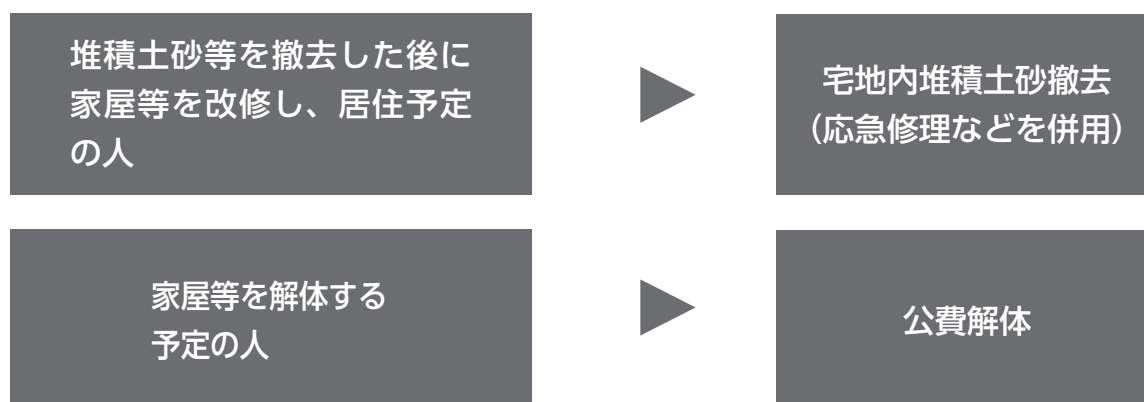 堆積土砂等を撤去した後に
家屋等を改修し、居住予定
の人
宅地内堆積土砂撤去
（応急修理などを併用）
家屋等を解体する
予定の人
公費解体